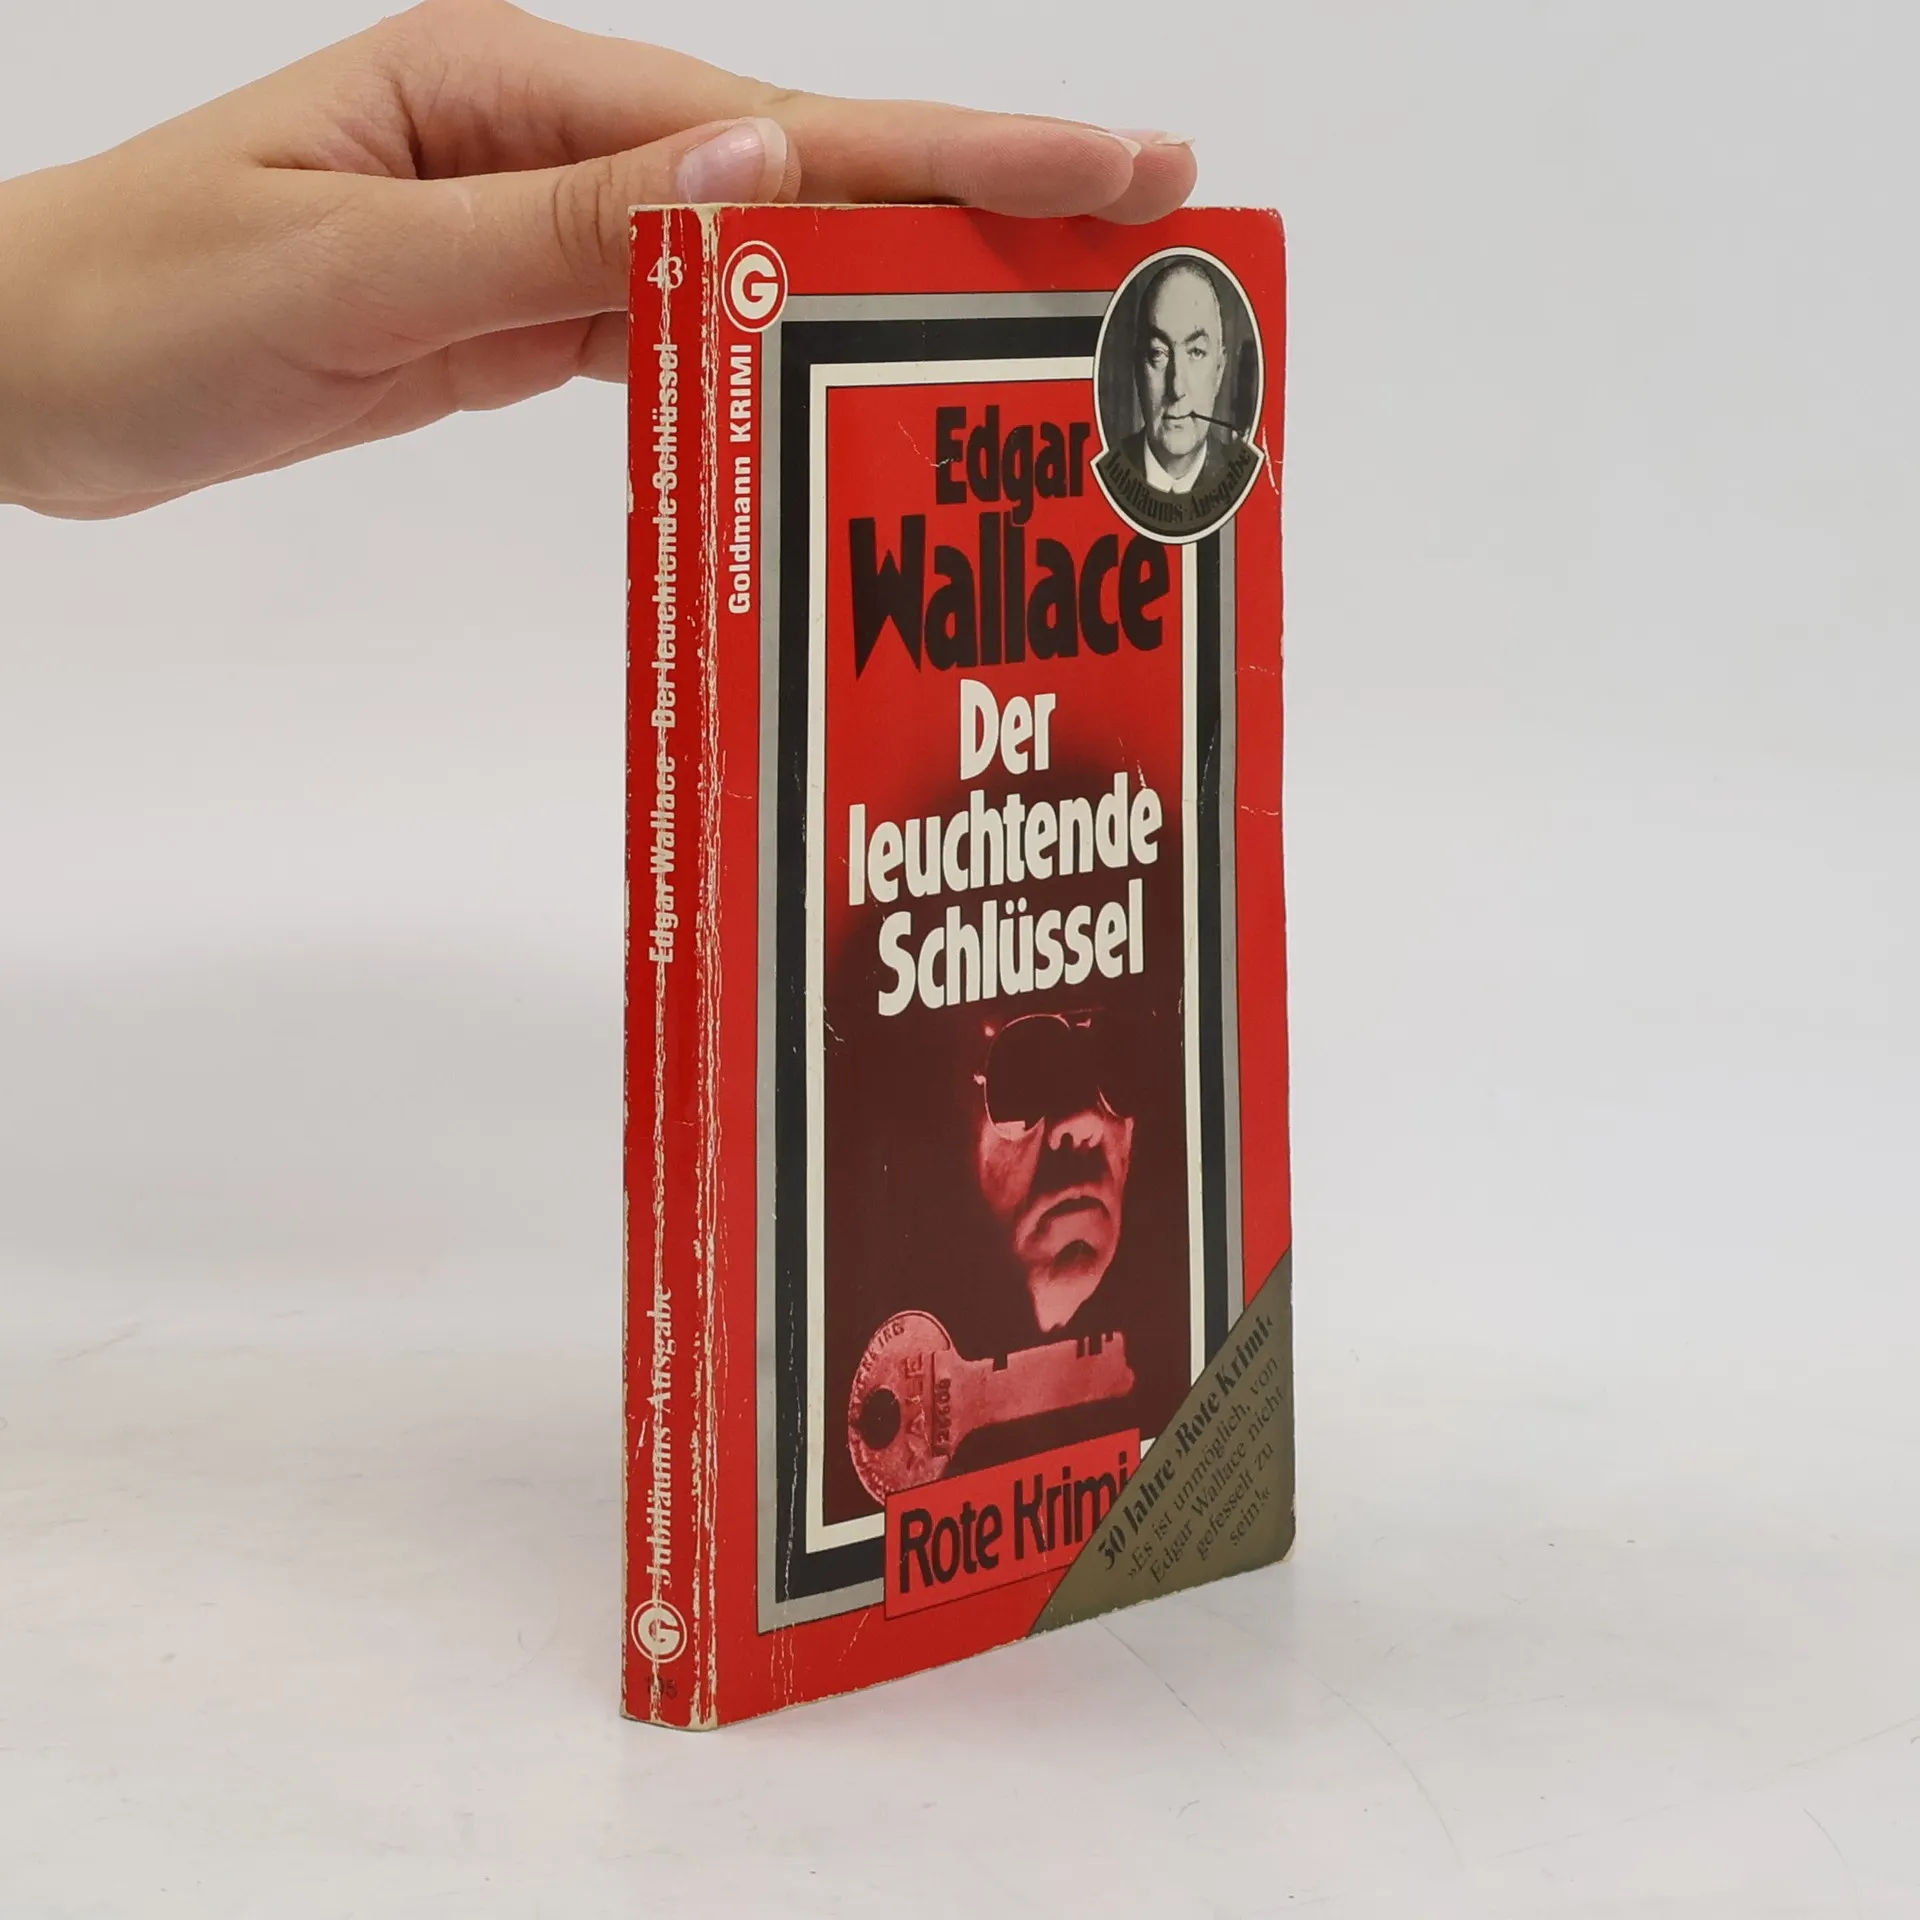 43
Edgar Wallace · Der leuchtende Schlüssel
Jubiläums-Ausgabe
G
G
Goldmann KRIMI
Jubiläums-Ausgabe
Edgar
Wallace
Der
leuchtende
Schlüssel
YALE
Rote Krimi
30 Jahre ›Rote Krimi‹
»Es ist unmöglich, von
Edgar Wallace nicht
gefesselt zu
sein!«